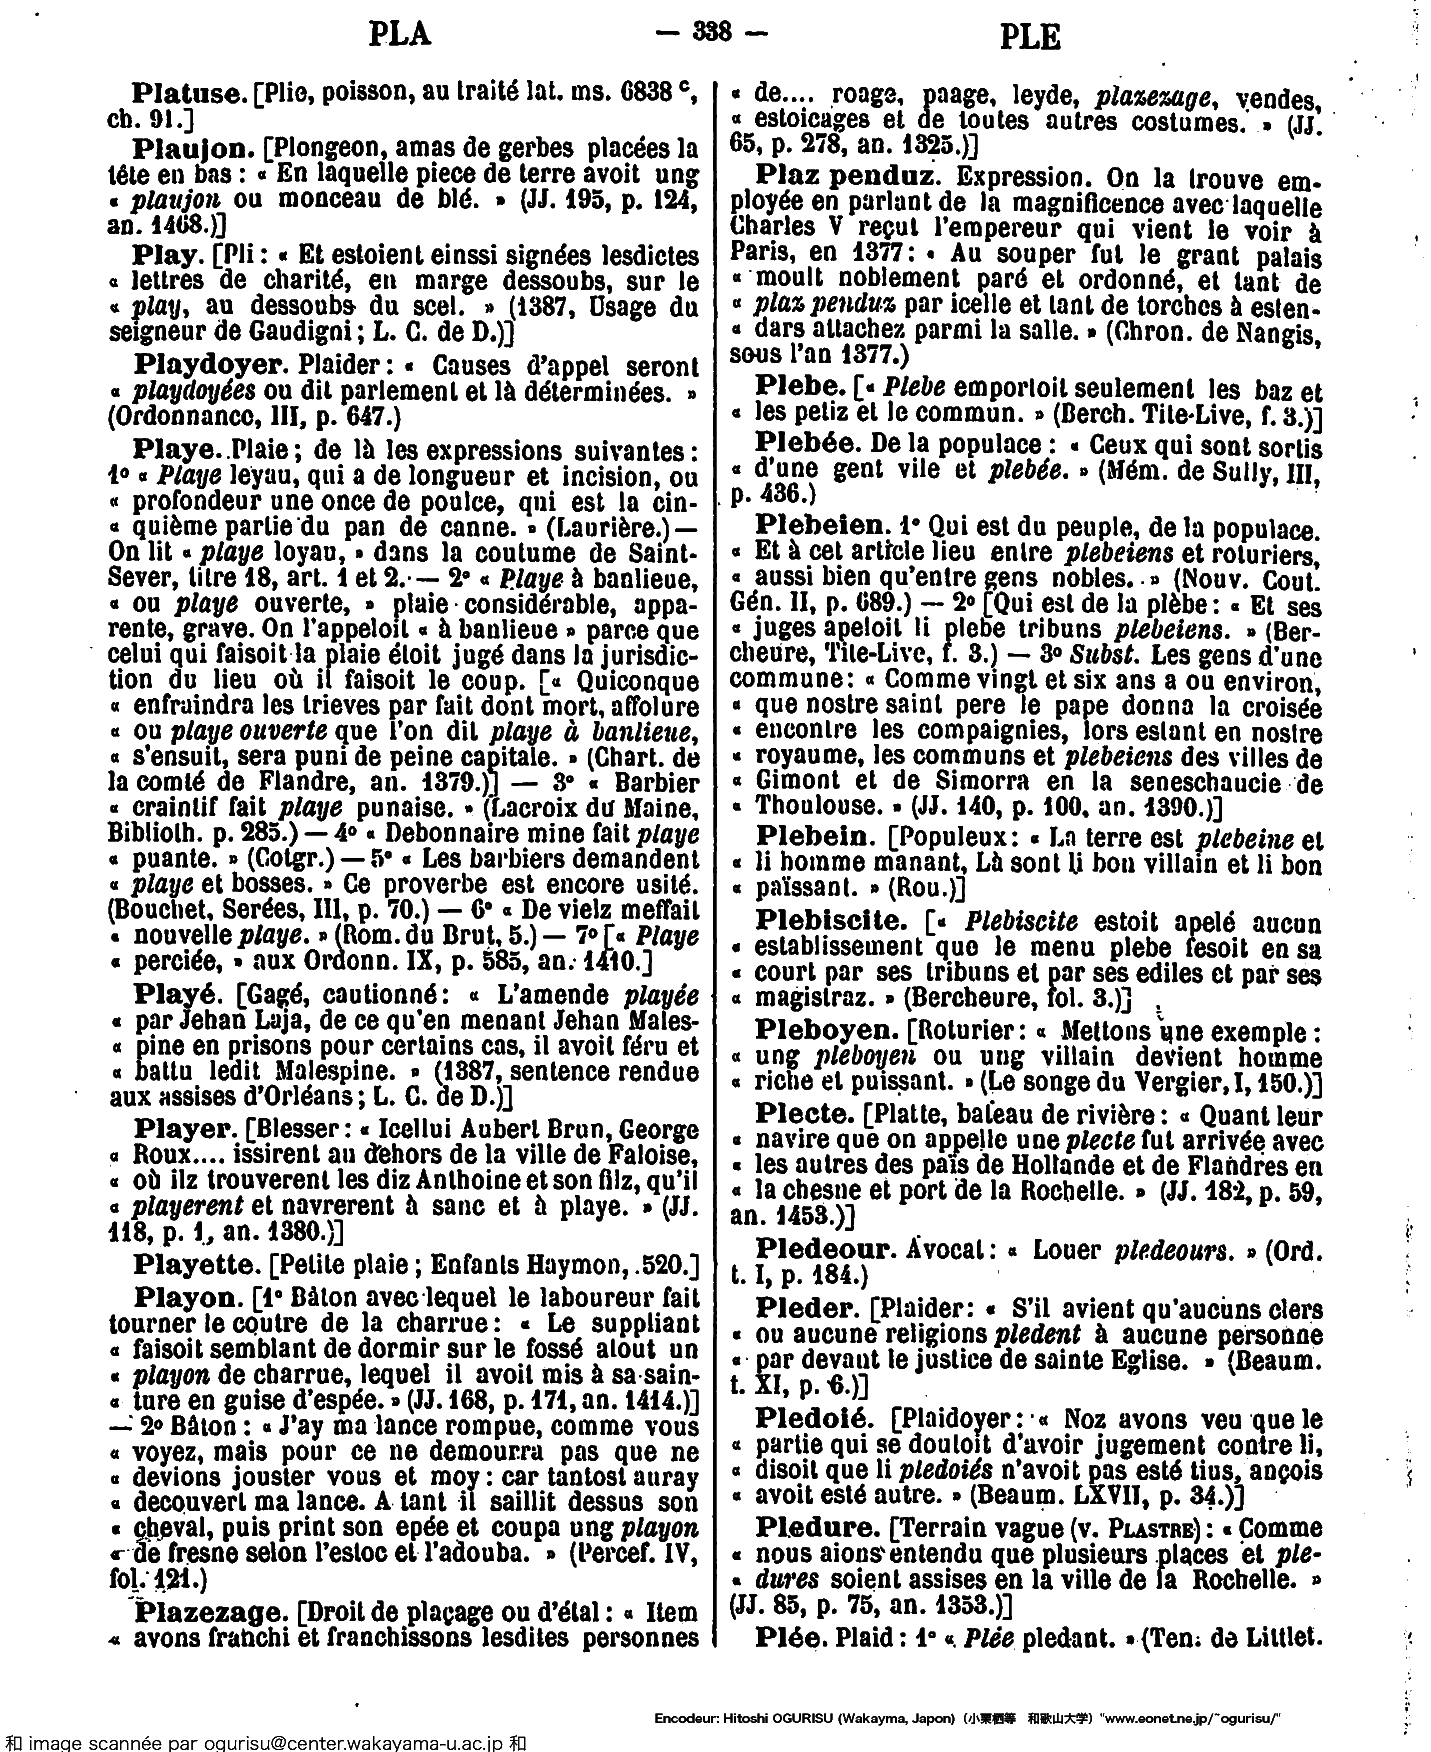 PLA
— 338 —
PLE
Platuse. [Plie, poisson, au traité lat. ms. 6838 c,
ch. 91.]
Plaujon. [Plongeon, amas de gerbes placées la
tête en bas : « En laquelle piece de terre avoit ung
« plaujon ou monceau de blé. » (JJ. 195, p. 124,
an. 1468.)]
Play. [Pli : « Et estoient einssi signées lesdictes
« lettres de charité, en marge dessoubs, sur le
« play, au dessoubs du scel. » (1387, Usage du
seigneur de Gaudigni ; L. C. de D.)]
Playdoyer. Plaider : « Causes d'appel seront
« playdoyées ou dit parlement et là déterminées. »
(Ordonnance, III, p. 647.)
Playe. Plaie ; de là les expressions suivantes :
1º « Playe leyau, qui a de longueur et incision, ou
« profondeur une once de poulce, qui est la cin-
« quième partie du pan de canne. » (Laurière.) —
On lit « playe loyau, » dans la coutume de Saint-
Sever, titre 18, art. 1 et 2. — 2º « Playe à banlieue,
« ou playe ouverte, » plaie considérable, appa-
rente, grave. On l'appeloit « à banlieue » parce que
celui qui faisoit la plaie étoit jugé dans la jurisdic-
tion du lieu où il faisoit le coup. [« Quiconque
« enfraindra les trieves par fait dont mort, affolure
« ou playe ouverte que l'on dit playe à banlieue,
« s'ensuit, sera puni de peine capitale. » (Chart. de
la comté de Flandre, an. 1379.)] — 3º « Barbier
« craintif fait playe punaise. » (Lacroix du Maine,
Biblioth. p. 285.) — 4º « Debonnaire mine fait playe
« puante. » (Cotgr.) — 5º « Les barbiers demandent
« playe et bosses. » Ce proverbe est encore usité.
(Bouchet, Serées, III, p. 70.) — 6º « De vielz meffait
« nouvelle playe. » (Rom. du Brut, 5.) — 7º [« Playe
« perciée, » aux Ordonn. IX, p. 585, an. 1410.]
Playé. [Gagé, cautionné : « L'amende playée
« par Jehan Luja, de ce qu'en menant Jehan Males-
« pine en prisons pour certains cas, il avoit féru et
« battu ledit Malespine. » (1387, sentence rendue
aux assises d'Orléans ; L. C. de D.)]
Player. [Blesser : « Icellui Aubert Brun, George
« Roux.... issirent au dehors de la ville de Faloise,
« où ilz trouverent les diz Anthoine et son filz, qu'il
« playerent et navrerent à sanc et à playe. » (JJ.
118, p. 1, an. 1380.)]
Playette. [Petite plaie ; Enfants Haymon, 520.]
Playon. [1º Bâton avec lequel le laboureur fait
tourner le coutre de la charrue : « Le suppliant
« faisoit semblant de dormir sur le fossé atout un
« playon de charrue, lequel il avoit mis à sa sain-
« ture en guise d'espée. » (JJ. 168, p. 171, an. 1414.)]
— 2º Bâton : « J'ay ma lance rompue, comme vous
« voyez, mais pour ce ne demourra pas que ne
« devions jouster vous et moy : car tantost auray
« decouvert ma lance. A tant il saillit dessus son
« cheval, puis print son epée et coupa ung playon
« de fresne selon l'estoc et l'adouba. » (Percef. IV,
fol. 121.)
Plazezage. [Droit de plaçage ou d'étal : « Item
« avons franchi et franchissons lesdites personnes
« de.... roage, paage, leyde, plazezage, vendes,
« estoicages et de toutes autres costumes. » (JJ.
65, p. 278, an. 1325.)]
Plaz penduz. Expression. On la trouve em-
ployée en parlant de la magnificence avec laquelle
Charles V reçut l'empereur qui vient le voir à
Paris, en 1377 : « Au souper fut le grant palais
« moult noblement paré et ordonné, et tant de
« plaz penduz par icelle et tant de torches à esten-
« dars attachez parmi la salle. » (Chron. de Nangis,
sous l'an 1377.)
Plebe. [« Plebe emportoit seulement les baz et
« les petiz et le commun. » (Berch. Tite-Live, f. 3.)]
Plebée. De la populace : « Ceux qui sont sortis
« d'une gent vile et plebée. » (Mém. de Sully, III,
p. 436.)
Plebeien. 1º Qui est du peuple, de la populace.
« Et à cet article lieu entre plebeiens et roturiers,
« aussi bien qu'entre gens nobles. » (Nouv. Cout.
Gén. II, p. 689.) — 2º [Qui est de la plèbe : « Et ses
« juges apeloit li plebe tribuns plebeiens. » (Ber-
cheure, Tite-Live, f. 3.) — 3º Subst. Les gens d'une
commune : « Comme vingt et six ans a ou environ,
« que nostre saint pere le pape donna la croisée
« encontre les compaignies, lors estant en nostre
« royaume, les communs et plebeiens des villes de
« Gimont et de Simorra en la seneschaucie de
« Thoulouse. » (JJ. 140, p. 100, an. 1390.)]
Plebein. [Populeux : « La terre est plebeine et
« li homme manant, Là sont li bon villain et li bon
« païssant. » (Rou.)]
Plebiscite. [« Plebiscite estoit apelé aucun
« establissement que le menu plebe fesoit en sa
« court par ses tribuns et par ses ediles et par ses
« magistraz. » (Bercheure, fol. 3.)]
Pleboyen. [Roturier : « Mettons une exemple :
« ung pleboyen ou ung villain devient homme
« riche et puissant. » (Le songe du Vergier, I, 150.)]
Plecte. [Platte, bateau de rivière : « Quant leur
« navire que on appelle une plecte fut arrivée avec
« les autres des païs de Hollande et de Flandres en
« la chesne et port de la Rochelle. » (JJ. 182, p. 59,
an. 1453.)]
Pledeour. Avocat : « Louer pledeours. » (Ord.
t. I, p. 184.)
Pleder. [Plaider : « S'il avient qu'aucuns clers
« ou aucune religions pledent à aucune personne
« par devant le justice de sainte Eglise. » (Beaum.
t. XI, p. 6.)]
Pledoié. [Plaidoyer : « Noz avons veu que le
« partie qui se doutoit d'avoir jugement contre li,
« disoit que li pledoiés n'avoit pas esté tius, ançois
« avoit esté autre. » (Beaum. LXVII, p. 34.)]
Pledure. [Terrain vague (v. PLASTRE) : « Comme
« nous aions entendu que plusieurs places et ple-
« dures soient assises en la ville de la Rochelle. »
(JJ. 85, p. 75, an. 1353.)]
Plée. Plaid : 1º « Plée pledant. » (Ten. de Littlet.
Encodeur: Hitoshi OGURISU (Wakayma, Japon) (小栗栖等 和歌山大学) "www.eonet.ne.jp/~ogurisu/"
和 image scannée par ogurisu@center.wakayama-u.ac.jp 和